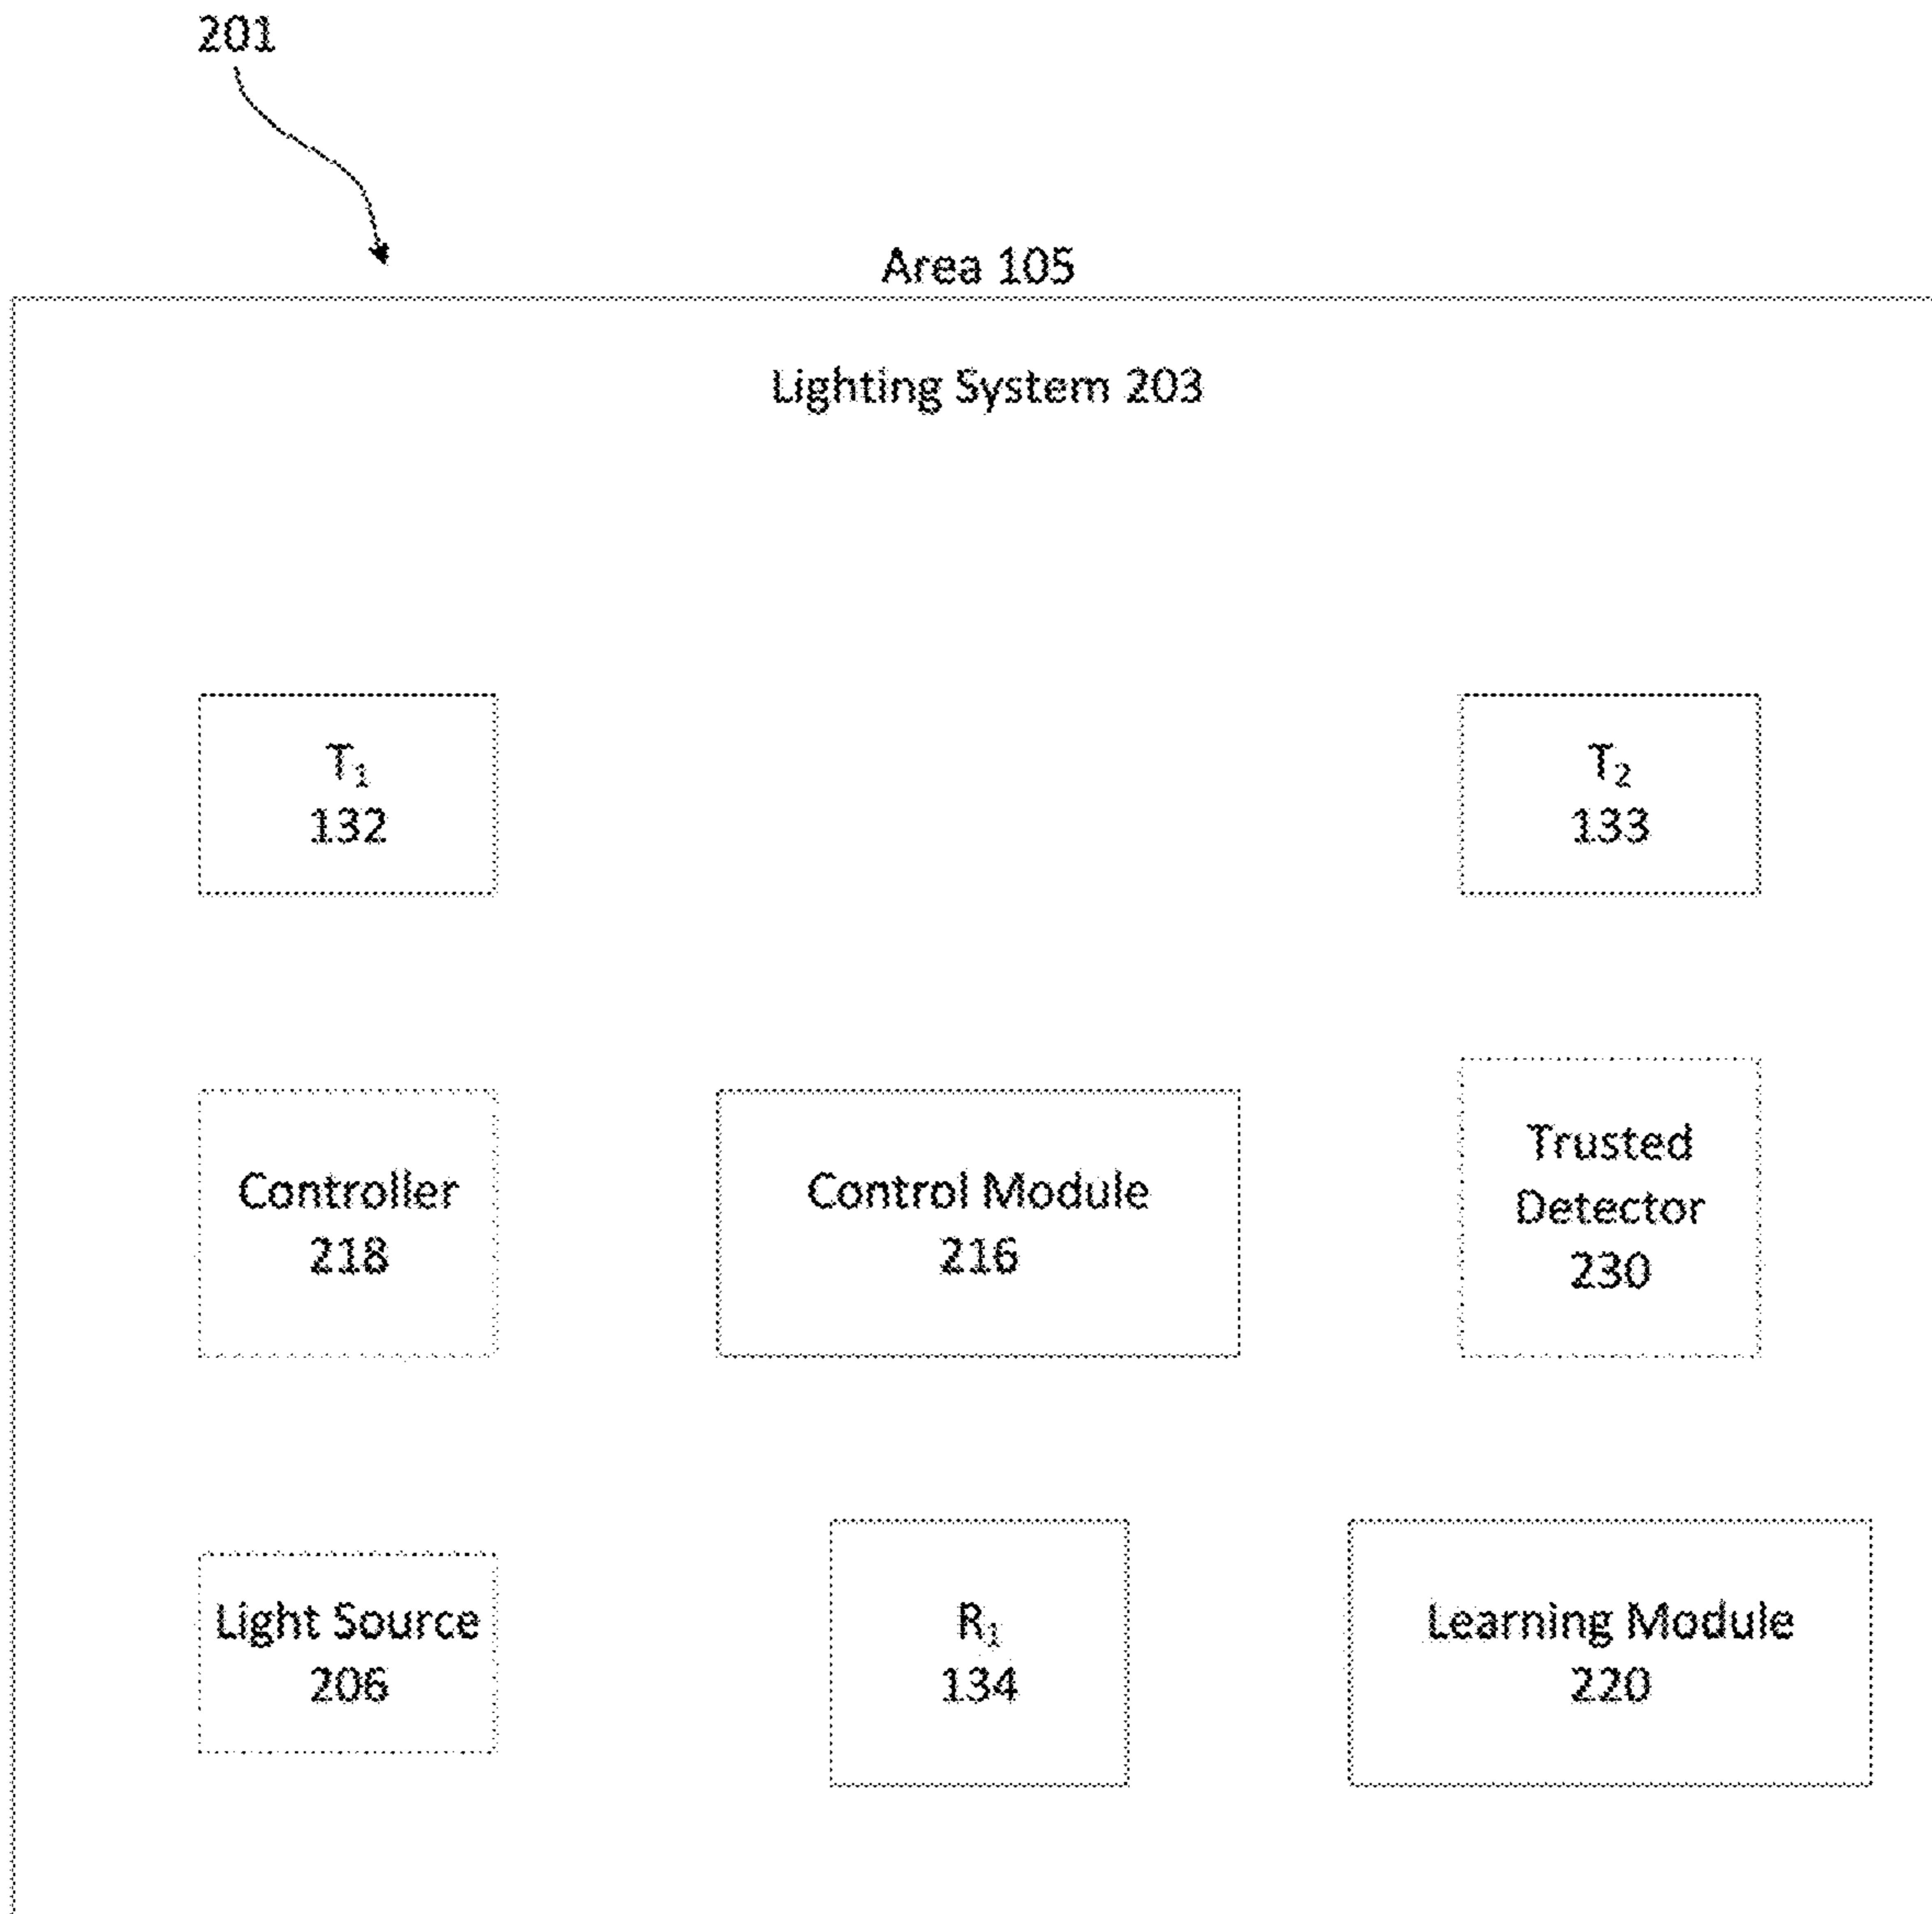 201
Area 105
Lighting System 203
T₁
132
T₂
133
Controller
218
Control Module
216
Trusted
Detector
230
Light Source
206
R₁
134
Learning Module
220